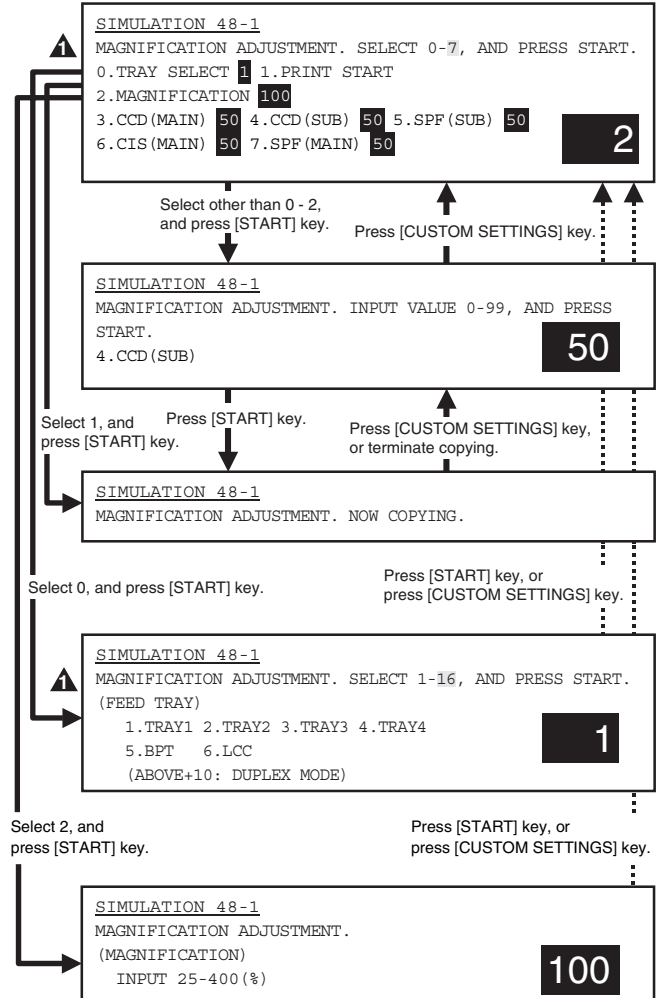 SIMULATION 48-1
1
MAGNIFICATION ADJUSTMENT. SELECT 0-7, AND PRESS START.
0.TRAY SELECT 1 1.PRINT START
2.MAGNIFICATION 100
3.CCD(MAIN) 50 4.CCD(SUB) 50 5.SPF(SUB) 50
6.CIS(MAIN) 50 7.SPF(MAIN) 50
2
Select other than 0 - 2,
and press [START] key.
Press [CUSTOM SETTINGS] key.
SIMULATION 48-1
MAGNIFICATION ADJUSTMENT. INPUT VALUE 0-99, AND PRESS
START.
4.CCD(SUB)
50
Select 1, and
press [START] key.
Press [START] key.
Press [CUSTOM SETTINGS] key,
or terminate copying.
SIMULATION 48-1
MAGNIFICATION ADJUSTMENT. NOW COPYING.
Select 0, and press [START] key.
Press [START] key, or
press [CUSTOM SETTINGS] key.
SIMULATION 48-1
1
MAGNIFICATION ADJUSTMENT. SELECT 1-16, AND PRESS START.
(FEED TRAY)
1.TRAY1 2.TRAY2 3.TRAY3 4.TRAY4
5.BPT 6.LCC
(ABOVE+10: DUPLEX MODE)
1
Select 2, and
press [START] key.
Press [START] key, or
press [CUSTOM SETTINGS] key.
SIMULATION 48-1
MAGNIFICATION ADJUSTMENT.
(MAGNIFICATION)
INPUT 25-400(%)
100